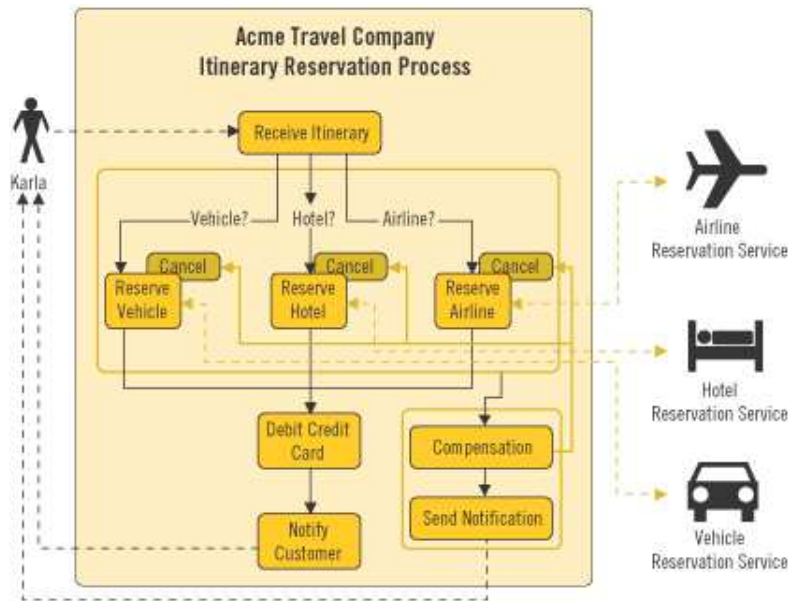 Acme Travel Company
Itinerary Reservation Process
Receive Itinerary
Karla
Vehicle?
Hotel?
Airline?
Cancel
Cancel
Cancel
Reserve
Vehicle
Reserve
Hotel
Reserve
Airline
Debit Credit
Card
Compensation
Notify
Customer
Send Notification
Airline
Reservation Service
Hotel
Reservation Service
Vehicle
Reservation Service